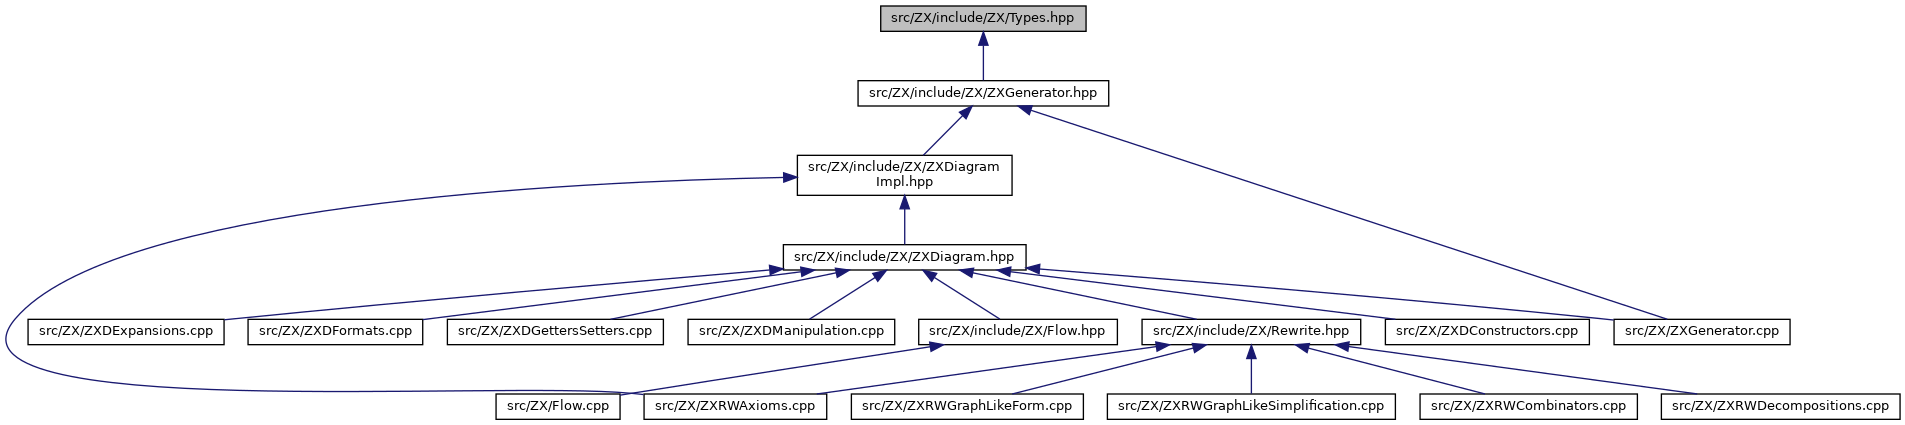 src/ZX/include/ZX/Types.hpp
src/ZX/include/ZX/ZXGenerator.hpp
src/ZX/include/ZX/ZXDiagram
Impl.hpp
src/ZX/include/ZX/ZXDiagram.hpp
src/ZX/ZXDExpansions.cpp
src/ZX/ZXDFormats.cpp
src/ZX/ZXDGettersSetters.cpp
src/ZX/ZXDManipulation.cpp
src/ZX/include/ZX/Flow.hpp
src/ZX/include/ZX/Rewrite.hpp
src/ZX/ZXDConstructors.cpp
src/ZX/ZXGenerator.cpp
src/ZX/Flow.cpp
src/ZX/ZXRWAxioms.cpp
src/ZX/ZXRWGraphLikeForm.cpp
src/ZX/ZXRWGraphLikeSimplification.cpp
src/ZX/ZXRWCombinators.cpp
src/ZX/ZXRWDecompositions.cpp